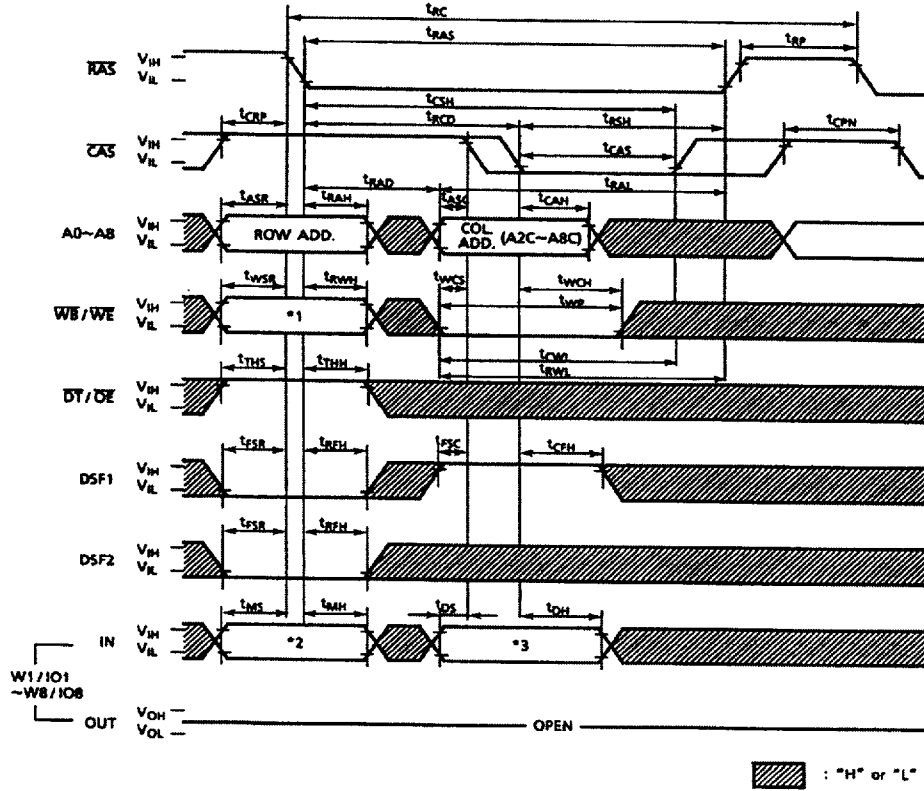 tRC
tRAS
tRP
RAS VIH VIL
tCSH
tCRP tRCD tRSH tCPN
CAS VIH VIL
tCAS
tRAD tRAL
tASR tRAH tASC tCAH
A0~A8 VIH VIL ROW ADD. COL. ADD. (A2C~A8C)
tWSR tRWH tWCS tWCH
tWP
WB/WE VIH VIL *1
tCWL
tRWL
tTHS tTHH
DT/OE VIH VIL
tFSR tRFH tFSC tCFH
DSF1 VIH VIL
tFSR tRFH
DSF2 VIH VIL
tMS tMH tDS tDH
IN VIH VIL *2 *3
W1/IO1
~W8/IO8
OUT VOH VOL OPEN
: "H" or "L"